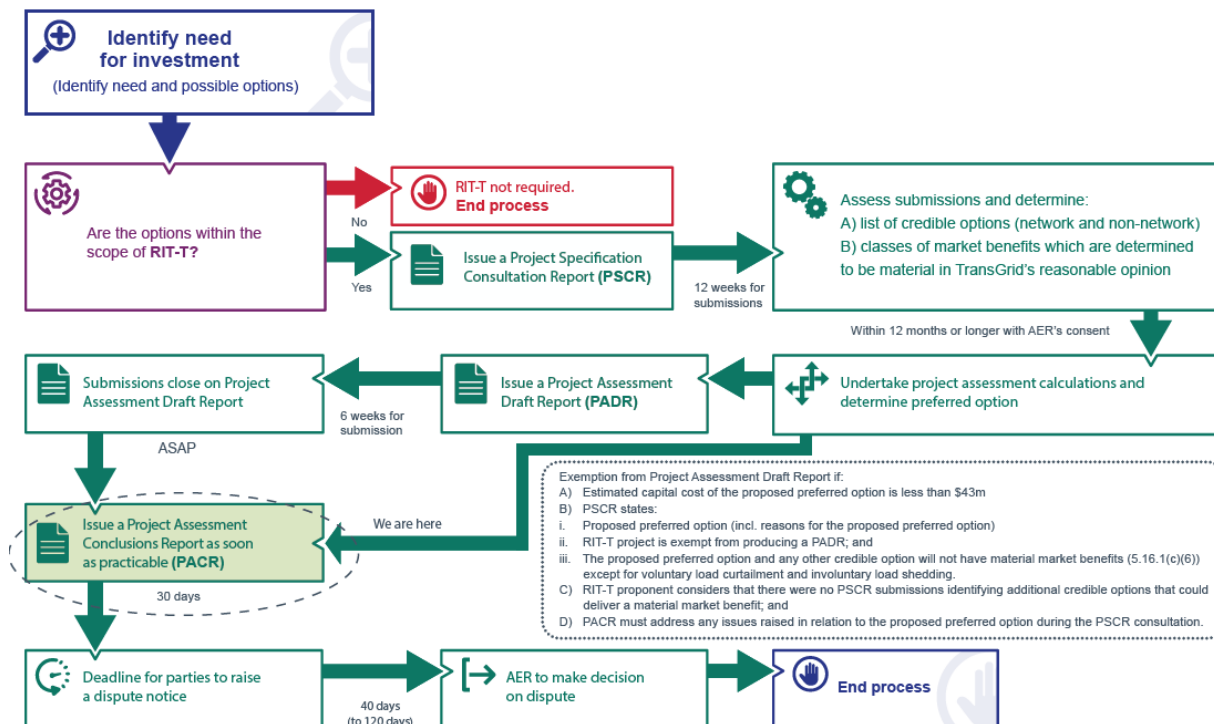 Identify need
for investment
(Identify need and possible options)
Are the options within the
scope of RIT-T?
No
Yes
RIT-T not required.
End process
Issue a Project Specification
Consultation Report (PSCR)
12 weeks for
submissions
Assess submissions and determine:
A) list of credible options (network and non-network)
B) classes of market benefits which are determined
to be material in TransGrid's reasonable opinion
Within 12 months or longer with AER's consent
Undertake project assessment calculations and
determine preferred option
Issue a Project Assessment
Draft Report (PADR)
6 weeks for
submission
Submissions close on Project
Assessment Draft Report
ASAP
Issue a Project Assessment
Conclusions Report as soon
as practicable (PACR)
We are here
30 days
Exemption from Project Assessment Draft Report if:
A) Estimated capital cost of the proposed preferred option is less than $43m
B) PSCR states:
i. Proposed preferred option (incl. reasons for the proposed preferred option)
ii. RIT-T project is exempt from producing a PADR; and
iii. The proposed preferred option and any other credible option will not have material market benefits (5.16.1(c)(6))
except for voluntary load curtailment and involuntary load shedding.
C) RIT-T proponent considers that there were no PSCR submissions identifying additional credible options that could
deliver a material market benefit; and
D) PACR must address any issues raised in relation to the proposed preferred option during the PSCR consultation.
Deadline for parties to raise
a dispute notice
40 days
(to 120 days)
AER to make decision
on dispute
End process